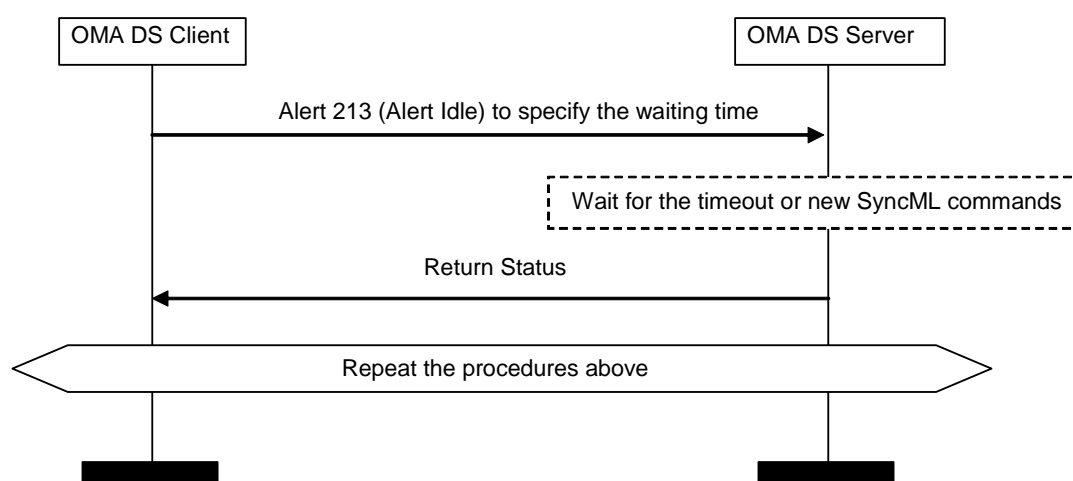 OMA DS Client
OMA DS Server
Alert 213 (Alert Idle) to specify the waiting time
Wait for the timeout or new SyncML commands
Return Status
Repeat the procedures above